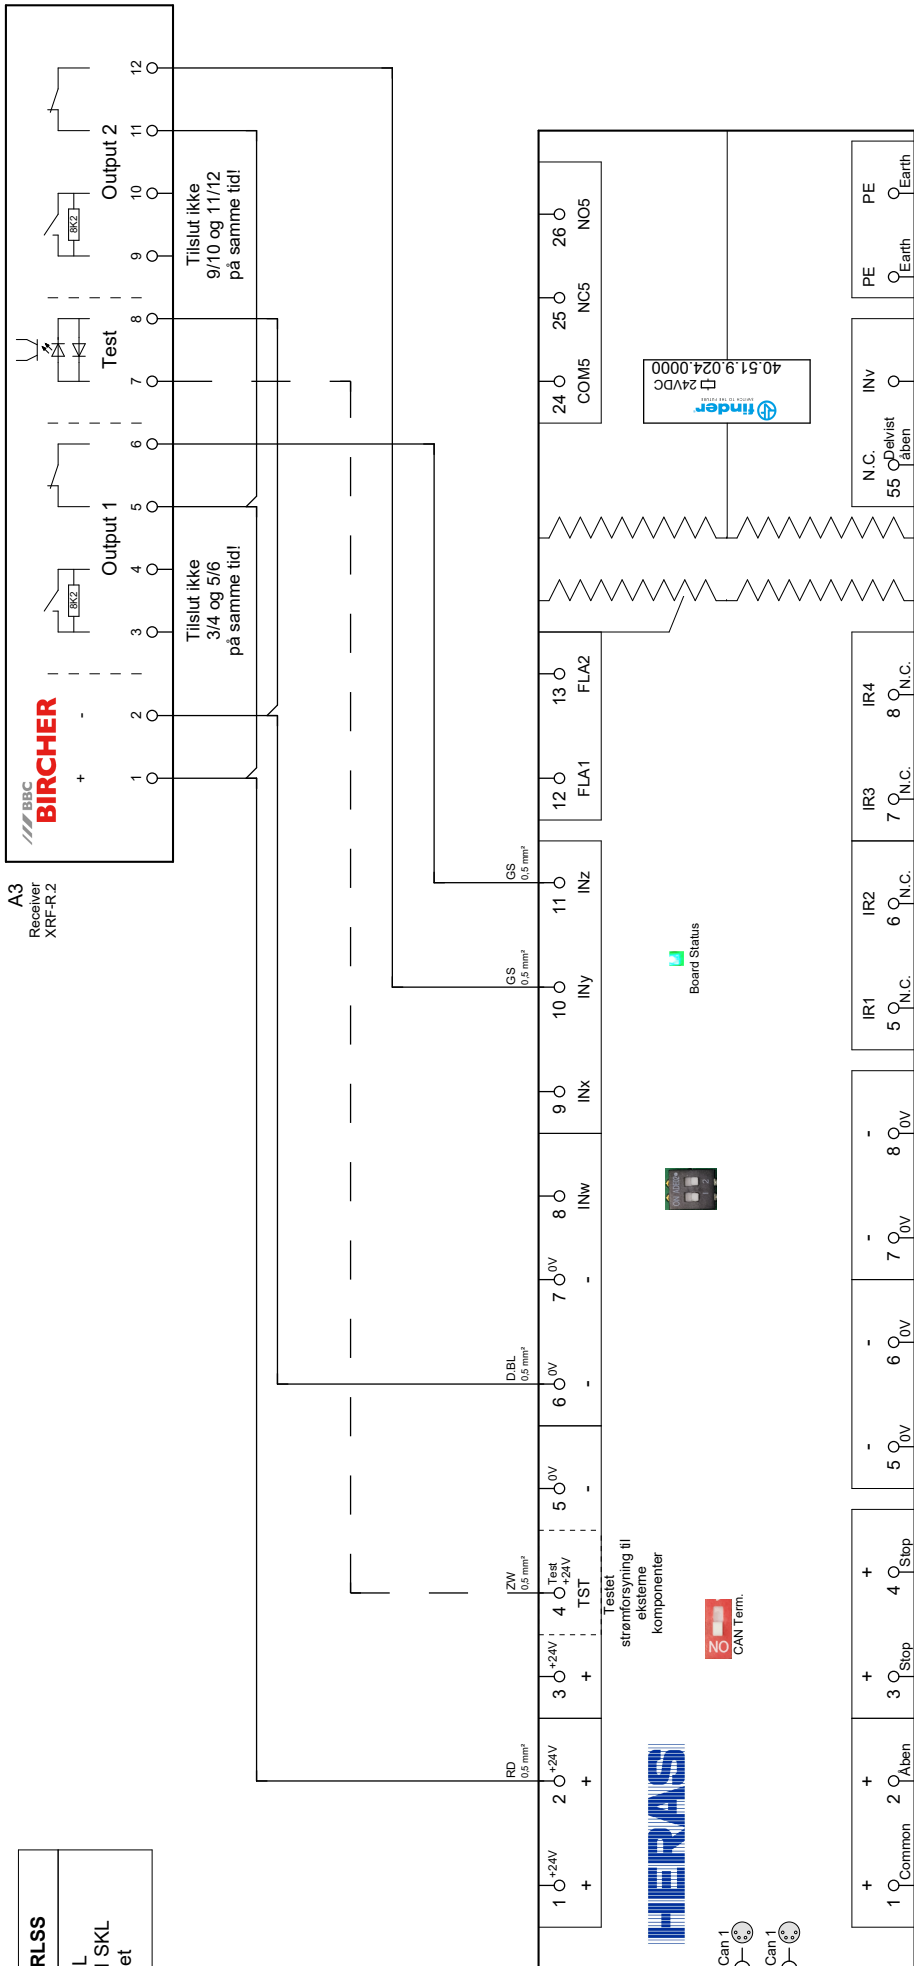 A3
Receiver
XRF-R.2
BBC
BIRCHER
+
-
1
2
3
4
5
6
7
8
9
10
11
12
8K2
Output 1
Test
8K2
Output 2
Tilslut ikke
3/4 og 5/6
på samme tid!
Tilslut ikke
9/10 og 11/12
på samme tid!
RLSS
L
SKL
et
RD
0,5 mm²
ZW
0,5 mm²
D.BL
0,5 mm²
GS
0,5 mm²
GS
0,5 mm²
1 +24V
+
2 +24V
+
3 +24V
+
4 Test
+24V
TST
5 0V
-
6 0V
-
7 0V
-
8
INw
9
INx
10
INy
11
INz
12
FLA1
13
FLA2
24
COM5
25
NC5
26
NO5
Testet
strømforsyning til
eksterne
komponenter
HERAS
NO
CAN Term.
ON
1 2
Board Status
finder
SWITCH TO THE FUTURE
24VDC
40.51.9.024.0000
Can 1
Can 1
+
1 Common
+
2 Åben
+
3 Stop
+
4 Stop
-
5 0V
-
6 0V
-
7 0V
-
8 0V
IR1
5 N.C.
IR2
6 N.C.
IR3
7 N.C.
IR4
8 N.C.
N.C.
55 Delvist
åben
INv
PE
Earth
PE
Earth